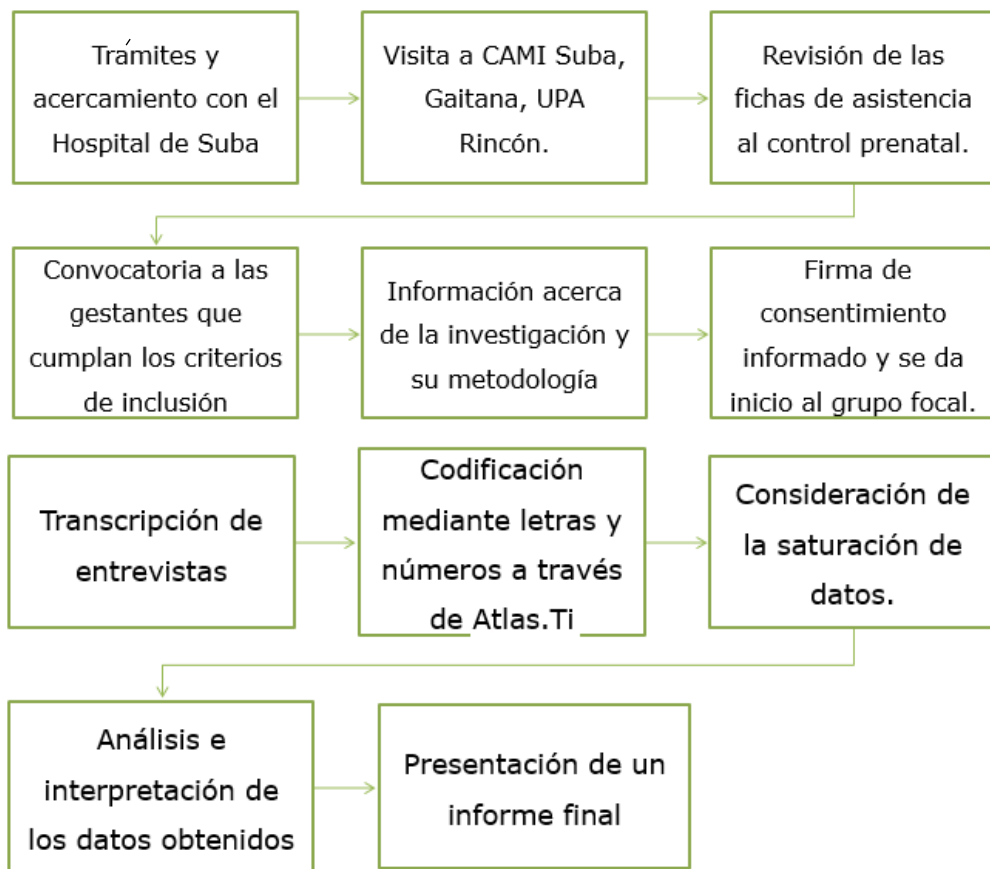 Trámites y
acercamiento con el
Hospital de Suba
Visita a CAMI Suba,
Gaitana, UPA
Rincón.
Revisión de las
fichas de asistencia
al control prenatal.
Convocatoria a las
gestantes que
cumplan los criterios
de inclusión
Información acerca
de la investigación y
su metodología
Firma de
consentimiento
informado y se da
inicio al grupo focal.
Transcripción de
entrevistas
Codificación
mediante letras y
números a través
de Atlas.Ti
Consideración de
la saturación de
datos.
Análisis e
interpretación de
los datos obtenidos
Presentación de un
informe final